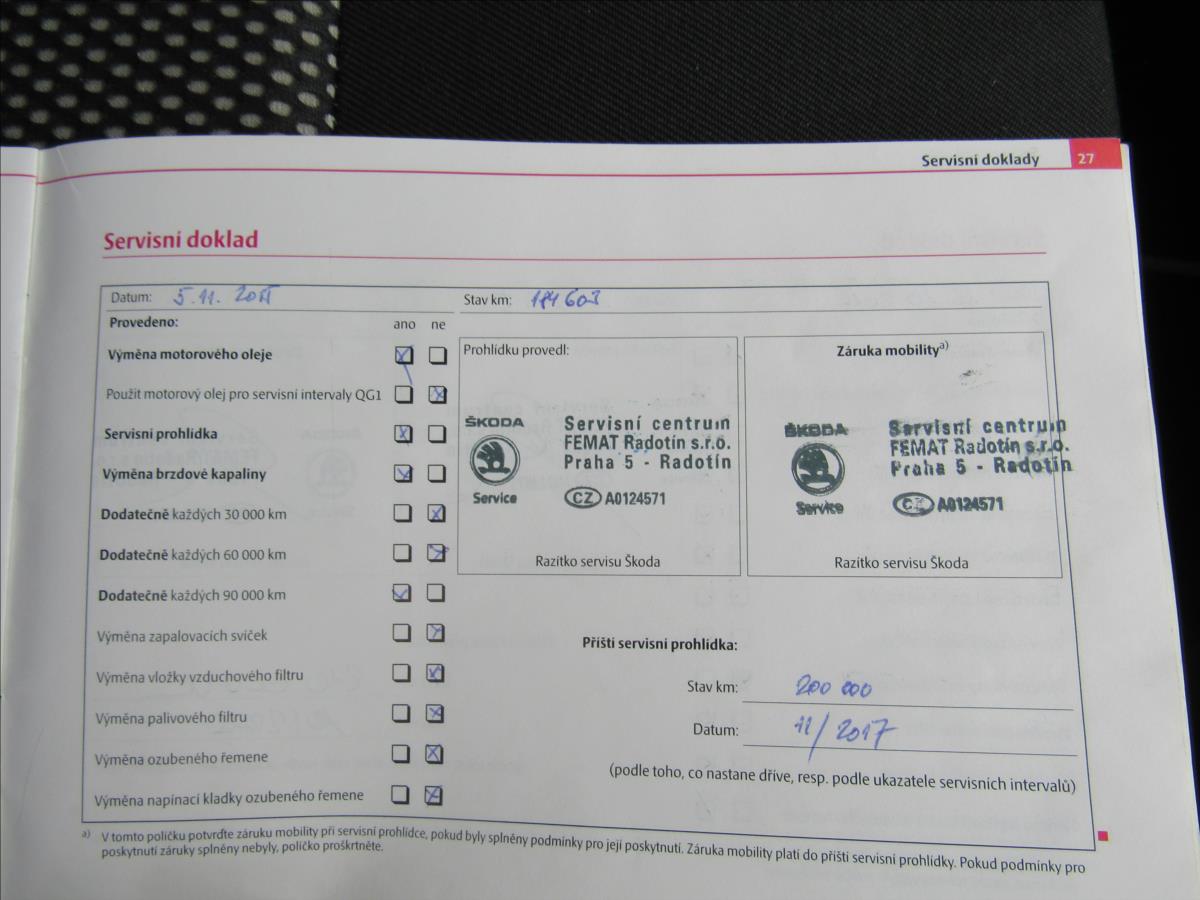 Servisní doklady 27
Servisní doklad
Datum: 5.11.
Stav km:
Provedeno: ano ne
Výměna motorového oleje
Použit motorový olej pro servisní intervaly QG1
Servisní prohlídka
Výměna brzdové kapaliny
Dodatečně každých 30 000 km
Dodatečně každých 60 000 km
Dodatečně každých 90 000 km
Výměna zapalovacích svíček
Výměna vložky vzduchového filtru
Výměna palivového filtru
Výměna ozubeného řemene
Výměna napínací kladky ozubeného řemene
Prohlídku provedl:
ŠKODA
Service
Servisní centrum
FEMAT Radotín s.r.o.
Praha 5 - Radotín
CZ A0124571
Razítko servisu Škoda
Záruka mobility a)
ŠKODA
Service
Servisní centrum
FEMAT Radotín s.r.o.
Praha 5 - Radotín
CZ A0124571
Razítko servisu Škoda
Příští servisní prohlídka:
Stav km: 200 000
Datum: 11/2017
(podle toho, co nastane dříve, resp. podle ukazatele servisních intervalů)
a) V tomto políčku potvrďte záruku mobility při servisní prohlídce, pokud byly splněny podmínky pro její poskytnutí. Záruka mobility platí do příští servisní prohlídky. Pokud podmínky pro
poskytnutí záruky splněny nebyly, políčko proškrtněte.